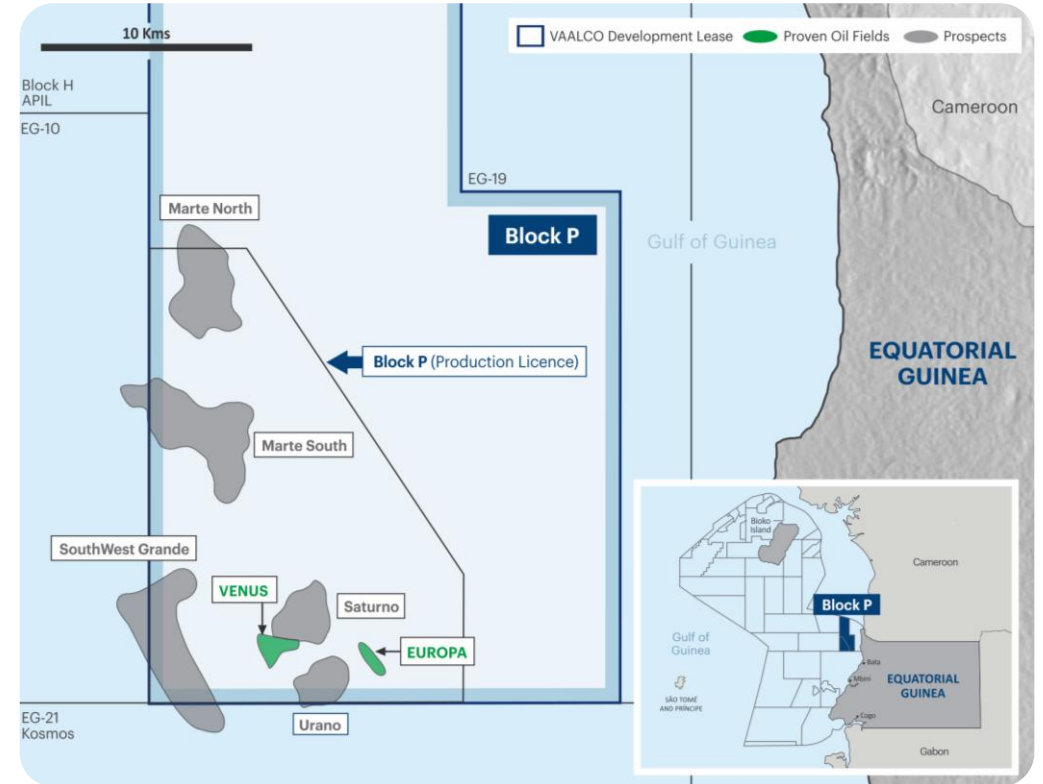 10 Kms
VAALCO Development Lease
Proven Oil Fields
Prospects
Block H
APIL
EG-10
Cameroon
EG-19
Marte North
Block P
Gulf of Guinea
Block P (Production Licence)
EQUATORIAL
GUINEA
Marte South
SouthWest Grande
VENUS
Saturno
EUROPA
Urano
EG-21
Kosmos
Bioko
Island
Cameroon
Block P
Gulf of
Guinea
Bata
Mbini
EQUATORIAL
GUINEA
SÃO TOMÉ
AND PRÍNCIPE
Cogo
Gabon